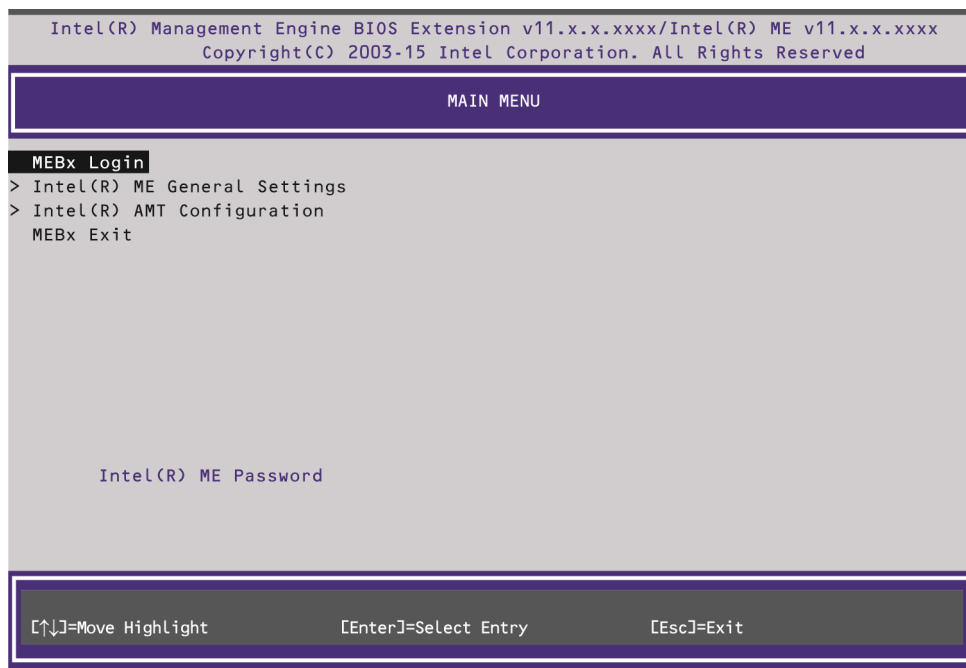 Intel(R) Management Engine BIOS Extension v11.x.x.xxxx/Intel(R) ME v11.x.x.xxxx
Copyright(C) 2003-15 Intel Corporation. All Rights Reserved
MAIN MENU
MEBx Login
> Intel(R) ME General Settings
> Intel(R) AMT Configuration
MEBx Exit
Intel(R) ME Password
[↑↓]=Move Highlight [Enter]=Select Entry [Esc]=Exit